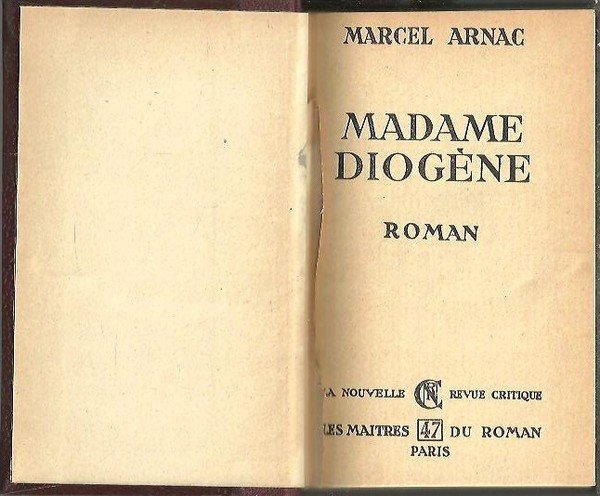 MARCEL ARNAC
MADAME
DIOGÈNE
ROMAN
LA NOUVELLE NRC REVUE CRITIQUE
LES MAITRES 47 DU ROMAN
PARIS